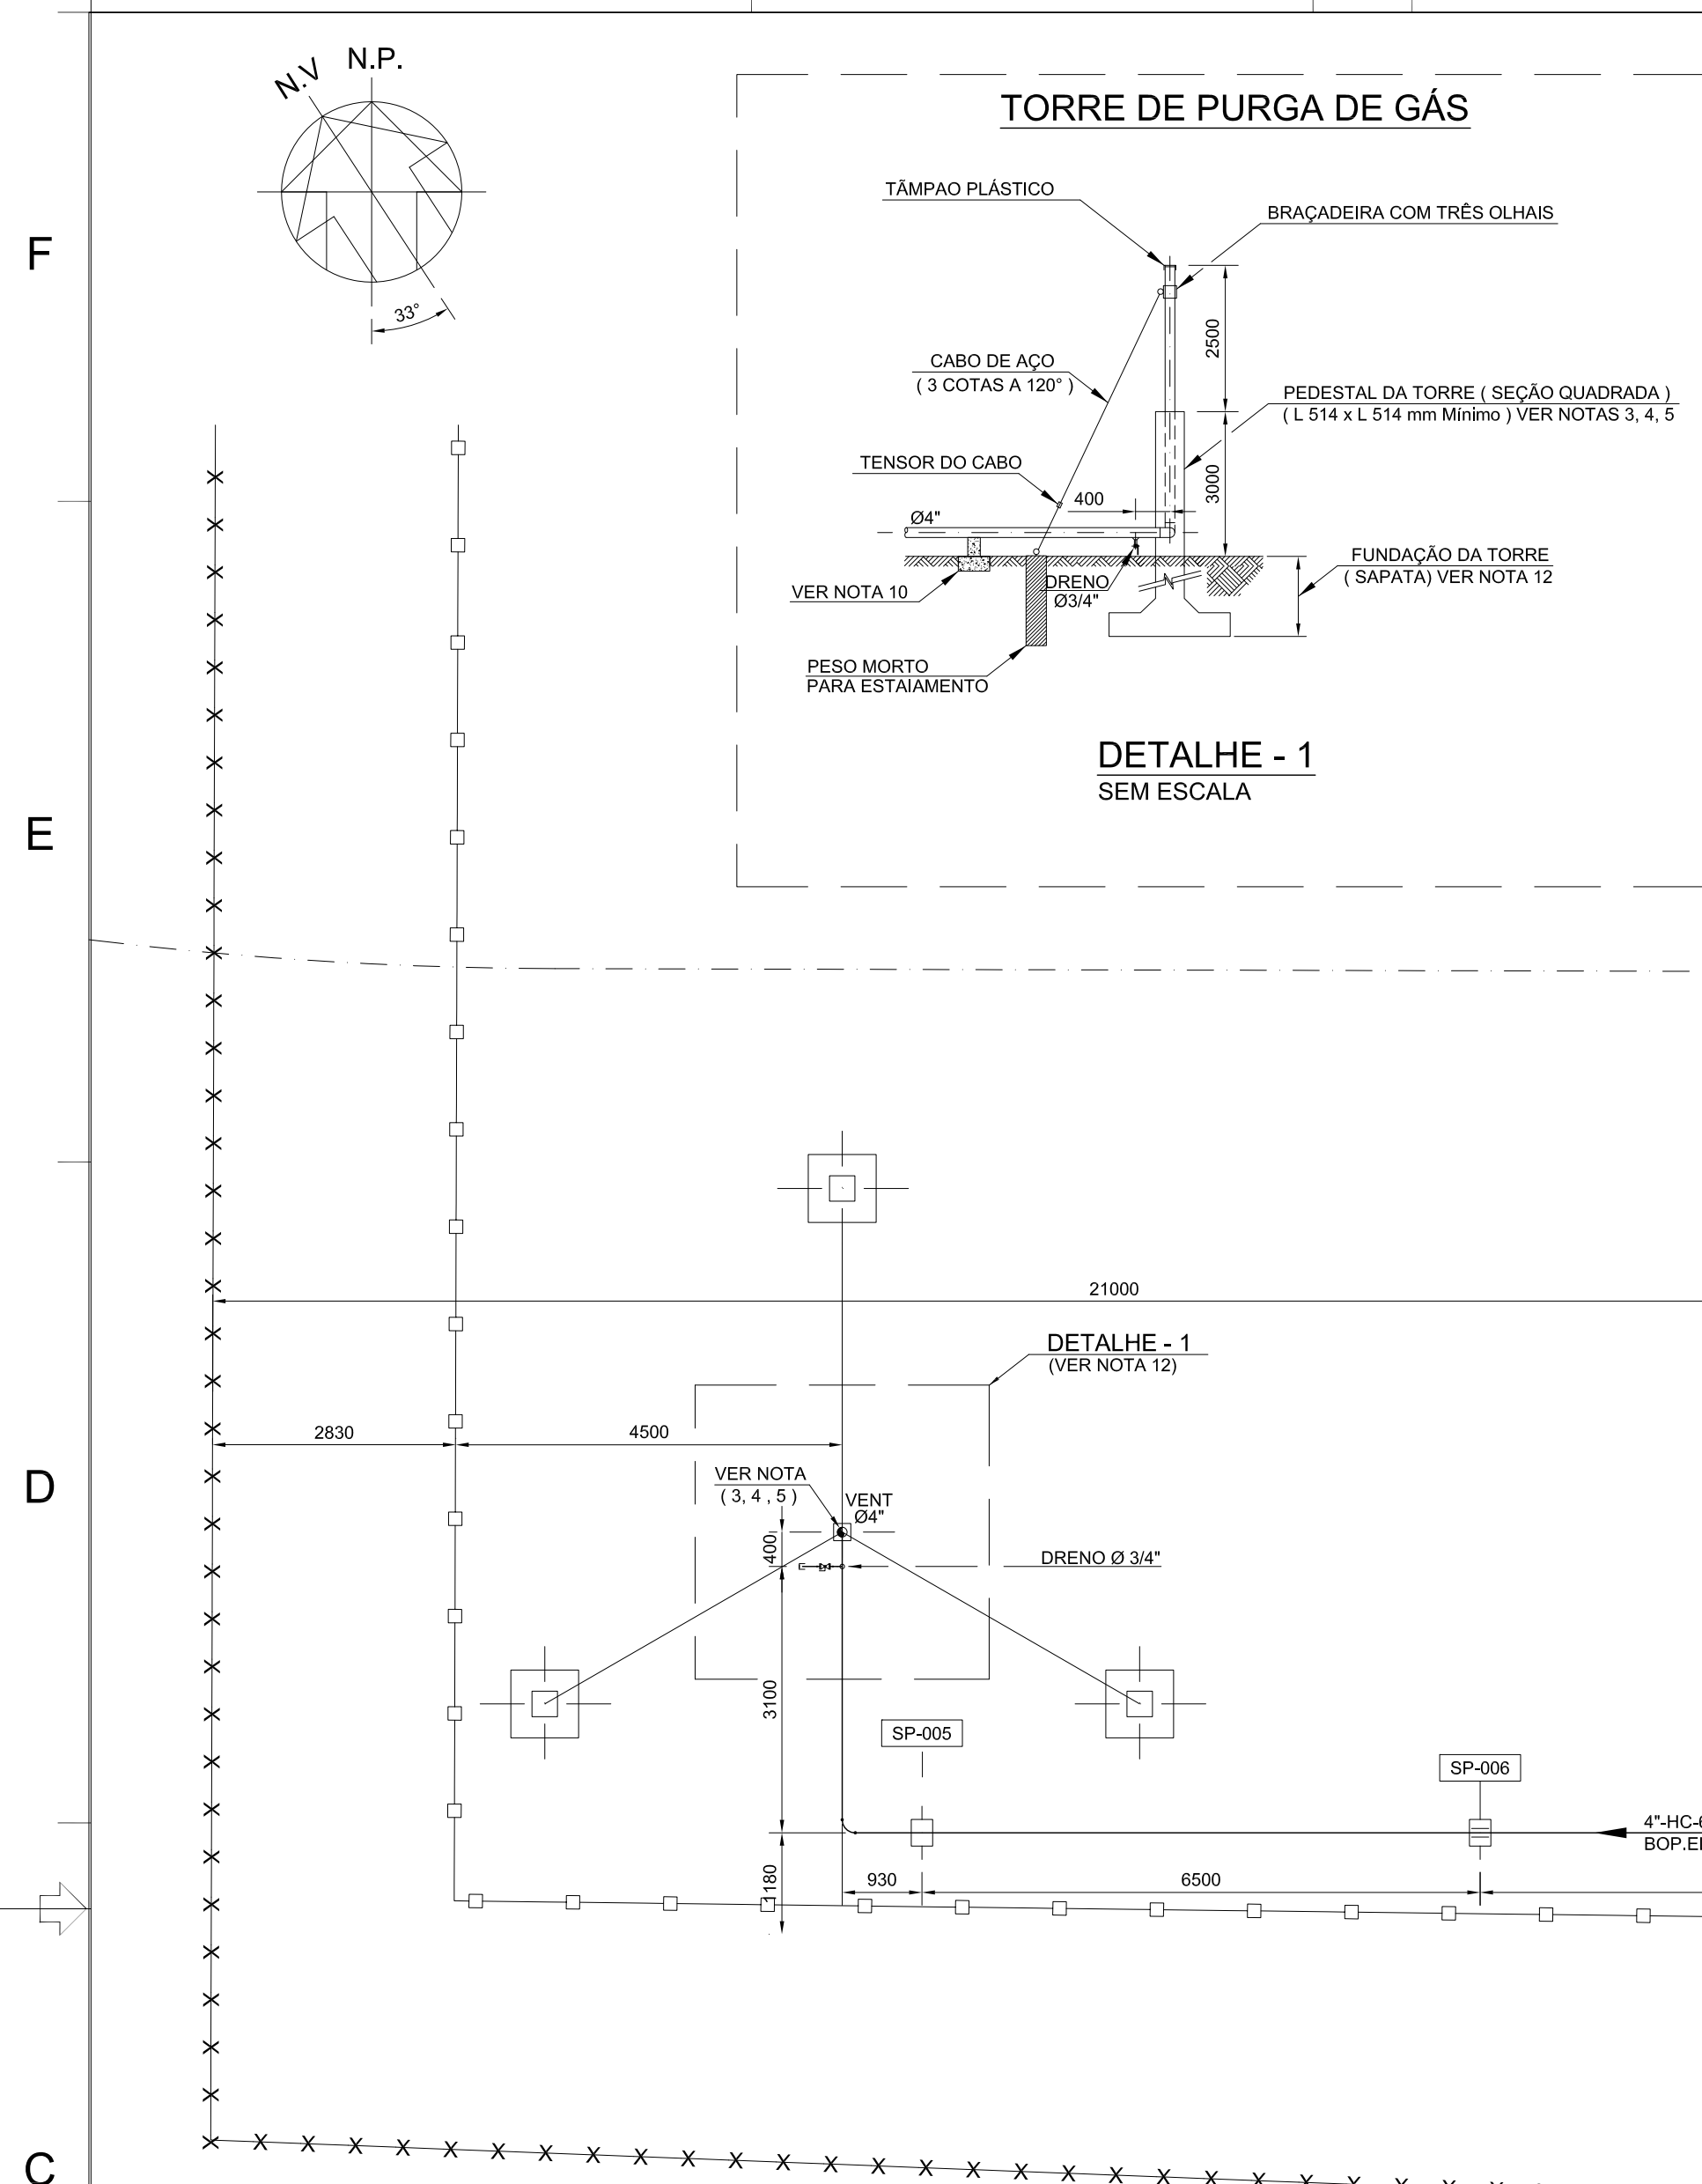 N.V
N.P.
33°
F
E
D
C
TORRE DE PURGA DE GÁS
TÃMPAO PLÁSTICO
BRAÇADEIRA COM TRÊS OLHAIS
2500
CABO DE AÇO
( 3 COTAS A 120° )
PEDESTAL DA TORRE ( SEÇÃO QUADRADA )
( L 514 x L 514 mm Mínimo ) VER NOTAS 3, 4, 5
TENSOR DO CABO
400
3000
Ø4"
FUNDAÇÃO DA TORRE
( SAPATA) VER NOTA 12
VER NOTA 10
DRENO
Ø3/4"
PESO MORTO
PARA ESTAIAMENTO
DETALHE - 1
SEM ESCALA
21000
DETALHE - 1
(VER NOTA 12)
2830
4500
VER NOTA
( 3, 4 , 5 )
VENT
Ø4"
400
DRENO Ø 3/4"
3100
SP-005
SP-006
4"-HC-
1180
930
6500
X X X X X X X X X X X X X X X X X X X X X X X X X X X X